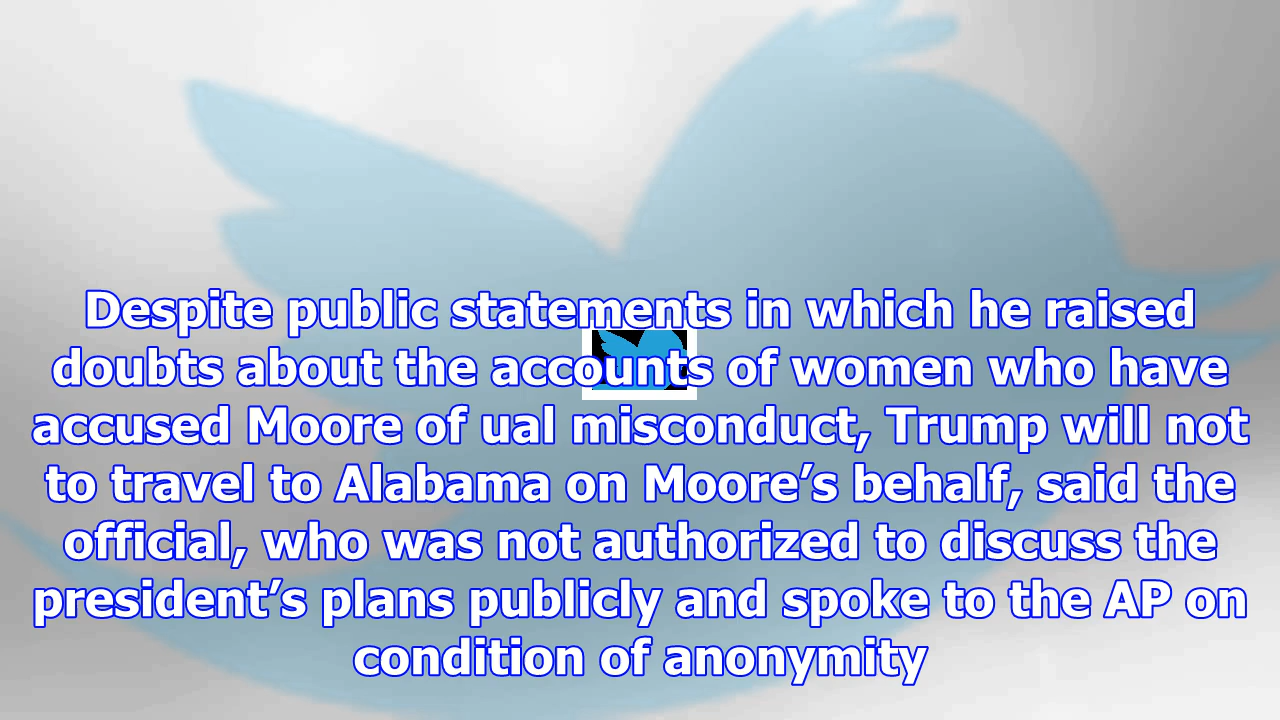 Despite public statements in which he raised
doubts about the accounts of women who have
accused Moore of ual misconduct, Trump will not
to travel to Alabama on Moore’s behalf, said the
official, who was not authorized to discuss the
president’s plans publicly and spoke to the AP on
condition of anonymity